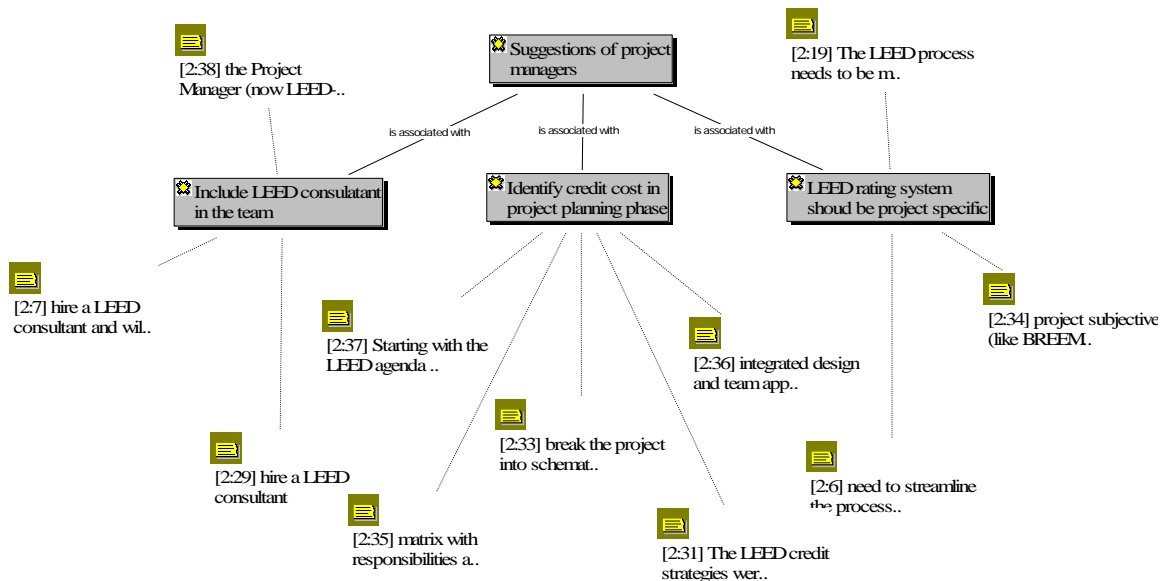 [2:38] the Project
Manager (now LEED-..
Suggestions of project
managers
[2:19] The LEED process
needs to be m..
is associated with
is associated with
is associated with
Include LEED consulatant
in the team
Identify credit cost in
project planning phase
LEED rating system
shoud be project specific
[2:7] hire a LEED
consultant and wil..
[2:37] Starting with the
LEED agenda ..
[2:36] integrated design
and team app..
[2:34] project subjective
(like BREEM..
[2:33] break the project
into schemat..
[2:29] hire a LEED
consultant
[2:6] need to streamline
the process..
[2:35] matrix with
responsibilities a..
[2:31] The LEED credit
strategies wer..